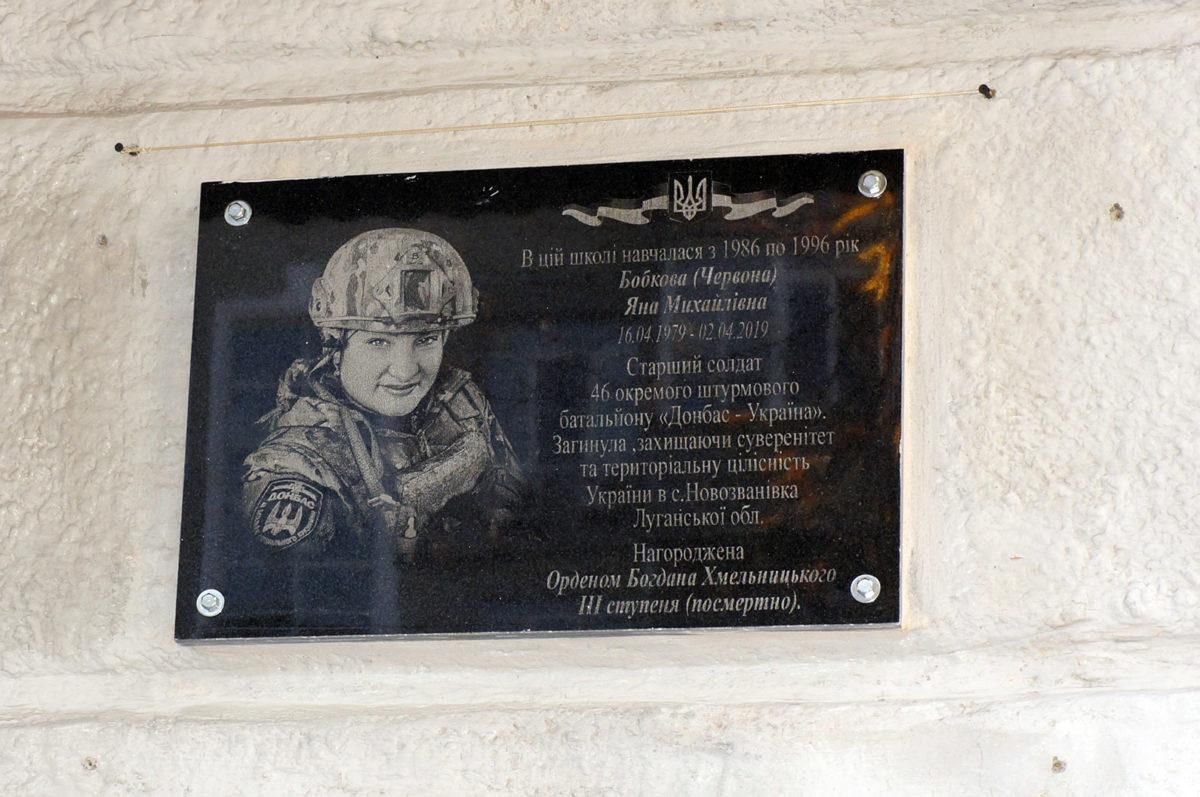 В цій школі навчалася з 1986 по 1996 рік
Бобкова (Червона)
Яна Михайлівна
16.04.1979 - 02.04.2019
Старший солдат
46 окремого штурмового
батальйону «Донбас - Україна».
Загинула ,захищаючи суверенітет
та територіальну цілісність
України в с.Новозванівка
Луганської обл.
Нагороджена
Орденом Богдана Хмельницького
ІІІ ступеня (посмертно).
ДОНБАС